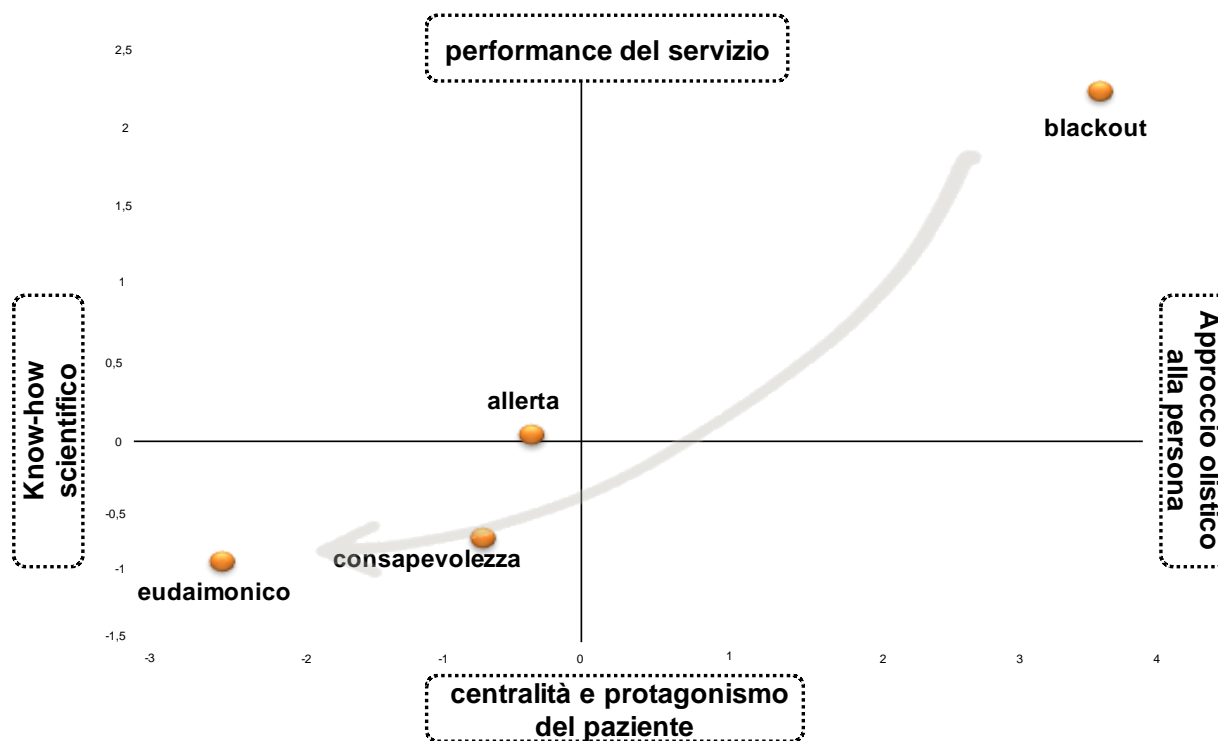 performance del servizio
2,5
blackout
2
1,5
1
0,5
allerta
0
-0,5
consapevolezza
-1
eudaimonico
-1,5
-3
-2
-1
0
1
2
3
4
Know-how
scientifico
Approccio olistico
alla persona
centralità e protagonismo
del paziente